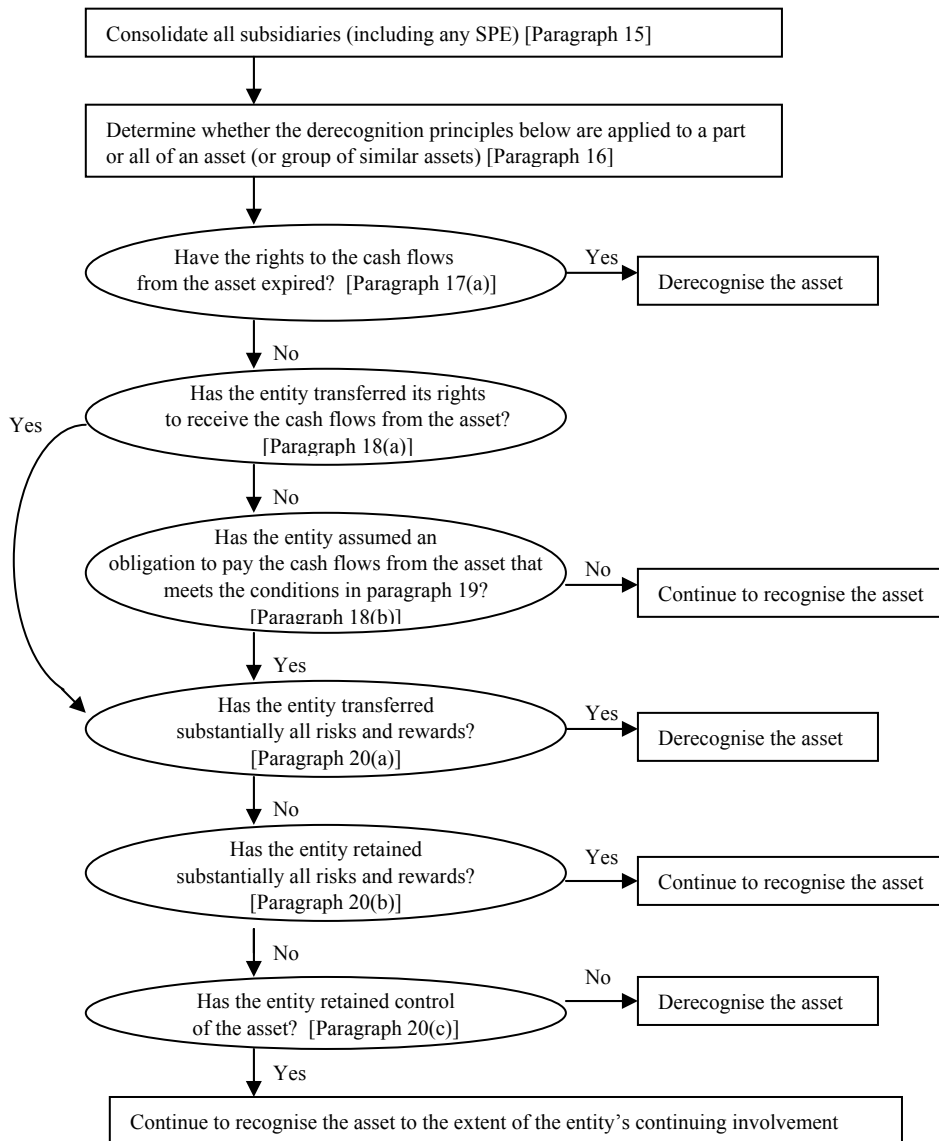 Consolidate all subsidiaries (including any SPE) [Paragraph 15]
Determine whether the derecognition principles below are applied to a part
or all of an asset (or group of similar assets) [Paragraph 16]
Have the rights to the cash flows
from the asset expired? [Paragraph 17(a)]
Yes
Derecognise the asset
No
Has the entity transferred its rights
to receive the cash flows from the asset?
[Paragraph 18(a)]
Yes
No
Has the entity assumed an
obligation to pay the cash flows from the asset that
meets the conditions in paragraph 19?
[Paragraph 18(b)]
No
Continue to recognise the asset
Yes
Has the entity transferred
substantially all risks and rewards?
[Paragraph 20(a)]
Yes
Derecognise the asset
No
Has the entity retained
substantially all risks and rewards?
[Paragraph 20(b)]
Yes
Continue to recognise the asset
No
Has the entity retained control
of the asset? [Paragraph 20(c)]
No
Derecognise the asset
Yes
Continue to recognise the asset to the extent of the entity’s continuing involvement